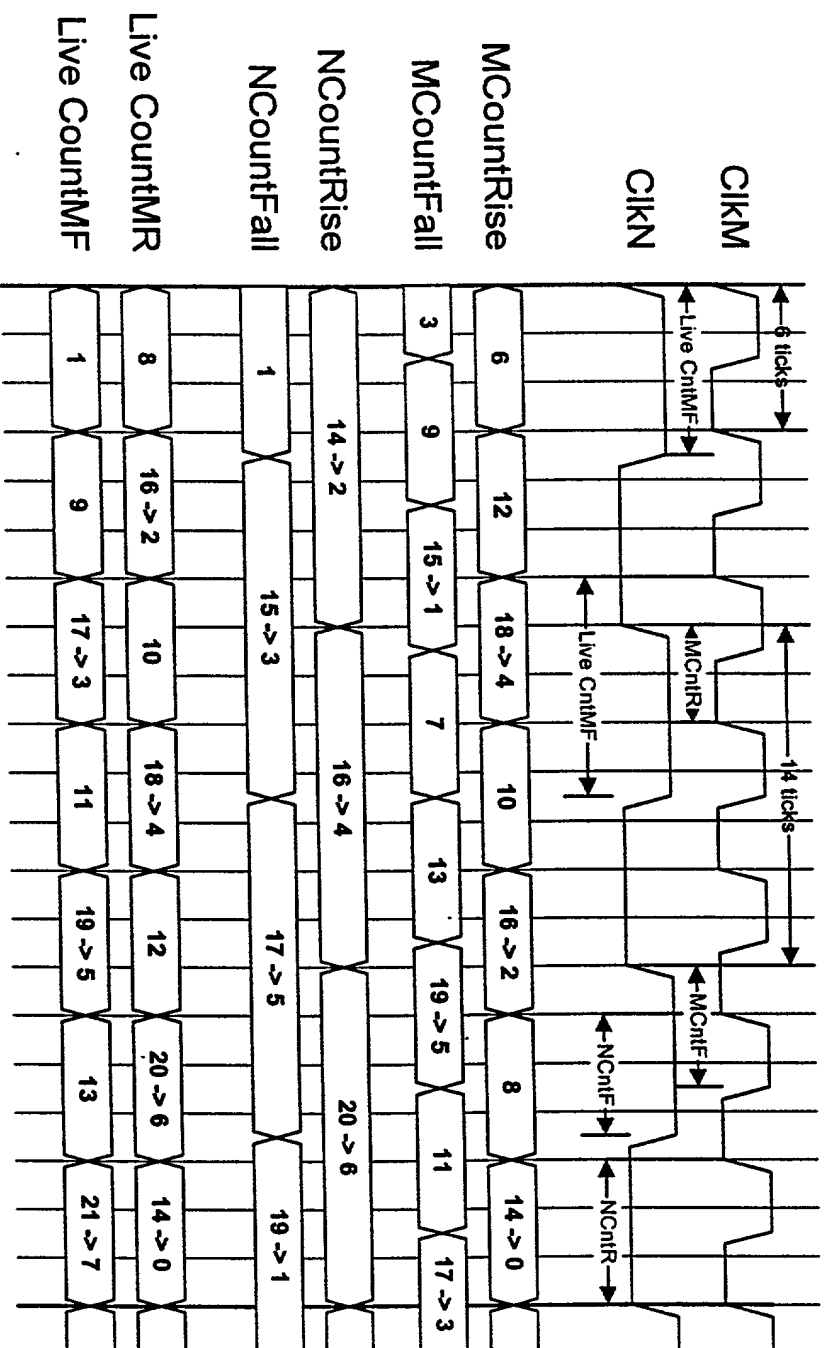 ClkM
6 ticks
14 ticks
ClkN
Live CntMF
MCntR
MCntF
Live CntMF
NCntF
NCntR
MCountRise
6
12
18 -> 4
10
16 -> 2
8
14 -> 0
MCountFall
3
9
15 -> 1
7
13
19 -> 5
11
17 -> 3
NCountRise
14 -> 2
16 -> 4
20 -> 6
NCountFall
1
15 -> 3
17 -> 5
19 -> 1
Live CountMR
8
16 -> 2
10
18 -> 4
12
20 -> 6
14 -> 0
Live CountMF
1
9
17 -> 3
11
19 -> 5
13
21 -> 7